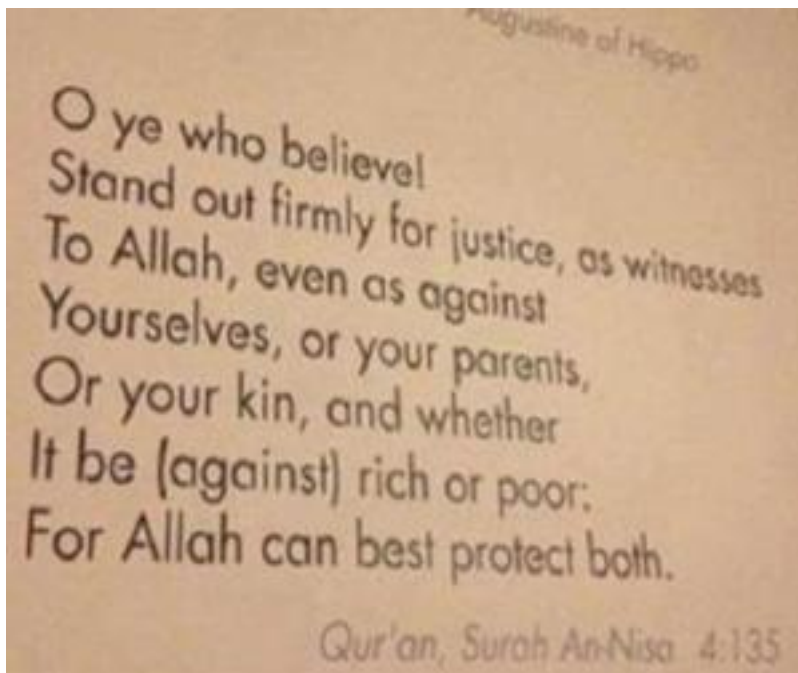 Augustine of Hippo
O ye who believe!
Stand out firmly for justice, as witnesses
To Allah, even as against
Yourselves, or your parents,
Or your kin, and whether
It be (against) rich or poor:
For Allah can best protect both.
Qur'an, Surah An-Nisa 4:135